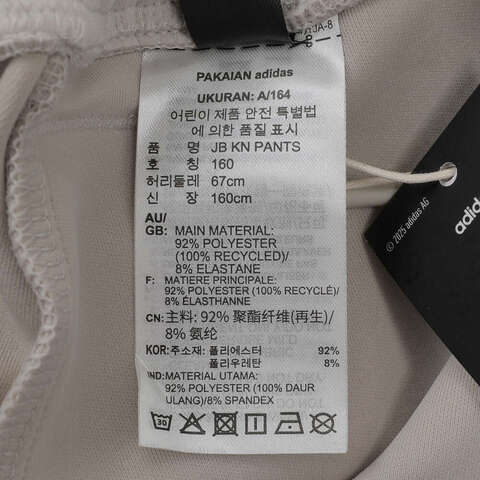 JA-8
PAKAIAN adidas
UKURAN: A/164
어린이 제품 안전 특별법
에 의한 품질 표시
품 명 JB KN PANTS
호 칭 160
허리둘레 67cm
신 장 160cm
AU/
GB: MAIN MATERIAL:
92% POLYESTER
(100% RECYCLED)/
8% ELASTANE
F: MATIERE PRINCIPALE:
92% POLYESTER (100% RECYCLÉ)/
8% ÉLASTHANNE
CN: 主料: 92% 聚酯纤维(再生)/
8% 氨纶
KOR: 주소재: 폴리에스터 92%
폴리우레탄 8%
IND: MATERIAL UTAMA:
92% POLYESTER (100% DAUR
ULANG)/8% SPANDEX
30
© 2025 adidas AG